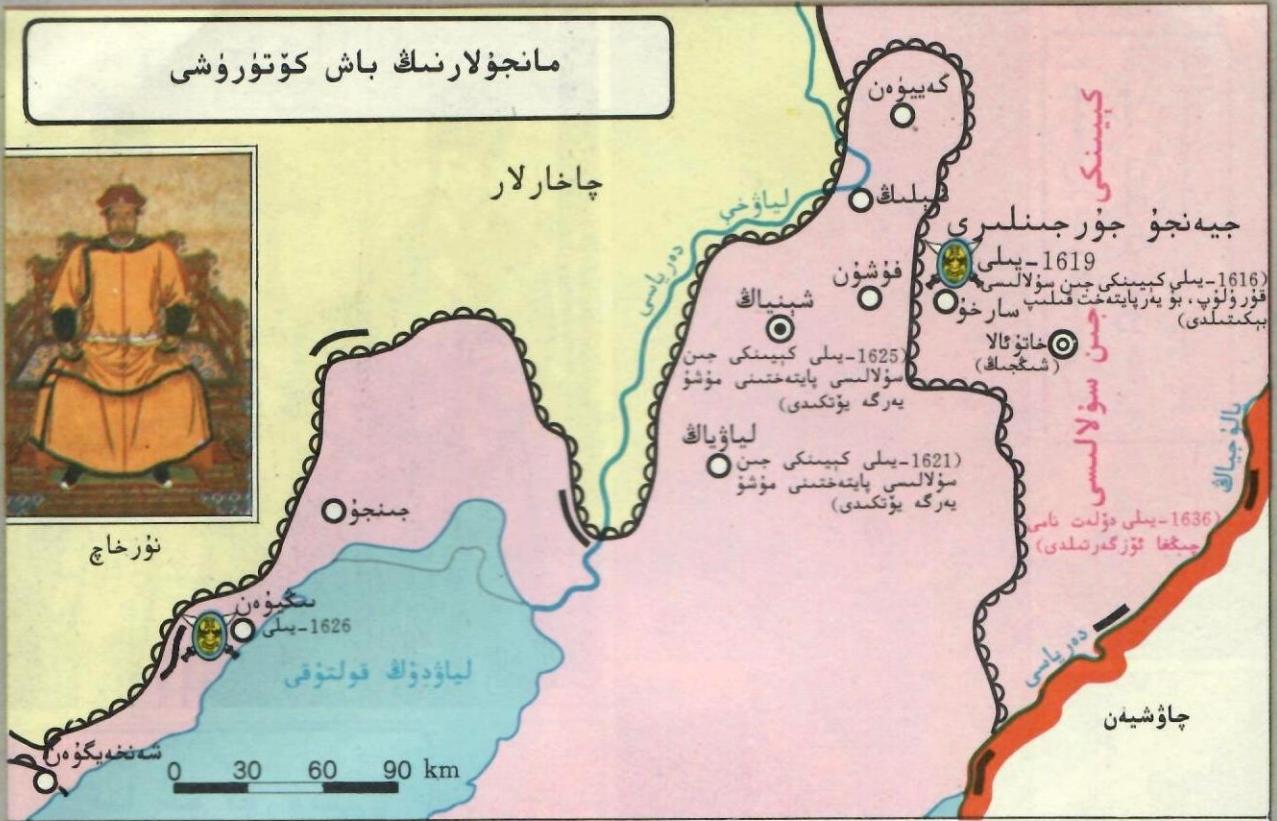 مانجۇلارنىڭ باش كۆتۈرۈشى
كەييۈەن
چاخارلار
تېلىڭ
لياۋخې
دەرياسى
كېيىنكى
جىن سۇلالىسى
جيەنجۇ جۇرجىنلىرى
1619-يىلى
(1616-يىلى كېيىنكى جىن سۇلالىسى
قۇرۇلۇپ، بۇ يەر پايتەخت قىلىپ
بېكىتىلدى)
سارخۇ
فۇشۈن
شېنياڭ
(1625-يىلى كېيىنكى جىن
سۇلالىسى پايتەختىنى مۇشۇ
يەرگە يۆتكىدى)
خاتۇئالا
(شىڭجىڭ)
لياۋياڭ
(1621-يىلى كېيىنكى جىن
سۇلالىسى پايتەختىنى مۇشۇ
يەرگە يۆتكىدى)
يالۇجياڭ
دەرياسى
(1636-يىلى دۆلەت نامى
چىڭغا ئۆزگەرتىلدى)
جىنجۇ
نۇرخاچ
نىڭيۈەن
1626-يىلى
لياۋدۇڭ قولتۇقى
چاۋشيەن
شەنخەيگۈەن
0 30 60 90 km